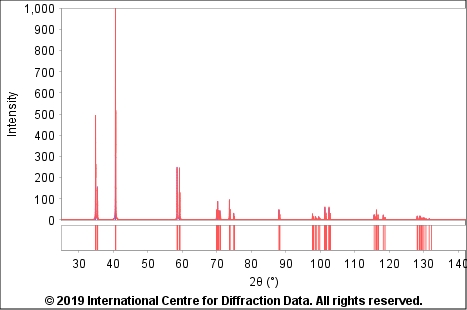 1,000
900
800
700
600
500
400
300
200
100
0
Intensity
30 40 50 60 70 80 90 100 110 120 130 140
2θ (°)
© 2019 International Centre for Diffraction Data. All rights reserved.